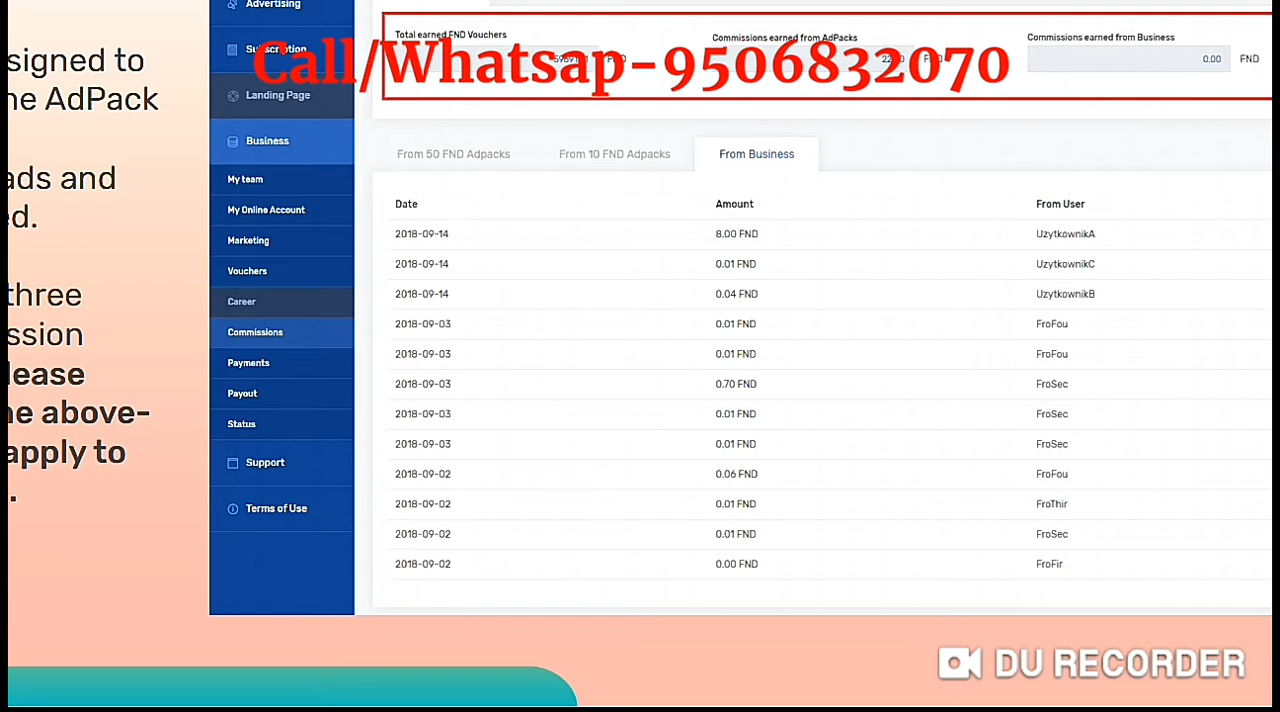 Advertising
Subscription
Landing Page
Business
My team
My Online Account
Marketing
Vouchers
Career
Commissions
Payments
Payout
Status
Support
Terms of Use
signed to
ne AdPack
ads and
ed.
three
ssion
lease
ne above-
apply to
.
Call/Whatsap-9506832070
Total earned FND Vouchers
FND
Commissions earned from AdPacks
FND
Commissions earned from Business
0.00 FND
From 50 FND Adpacks From 10 FND Adpacks From Business
Date Amount From User
2018-09-14 8.00 FND UzytkownikA
2018-09-14 0.01 FND UzytkownikC
2018-09-14 0.04 FND UzytkownikB
2018-09-03 0.01 FND FroFou
2018-09-03 0.01 FND FroFou
2018-09-03 0.70 FND FroSec
2018-09-03 0.01 FND FroSec
2018-09-03 0.01 FND FroSec
2018-09-02 0.06 FND FroFou
2018-09-02 0.01 FND FroThir
2018-09-02 0.01 FND FroSec
2018-09-02 0.00 FND FroFir
DU RECORDER